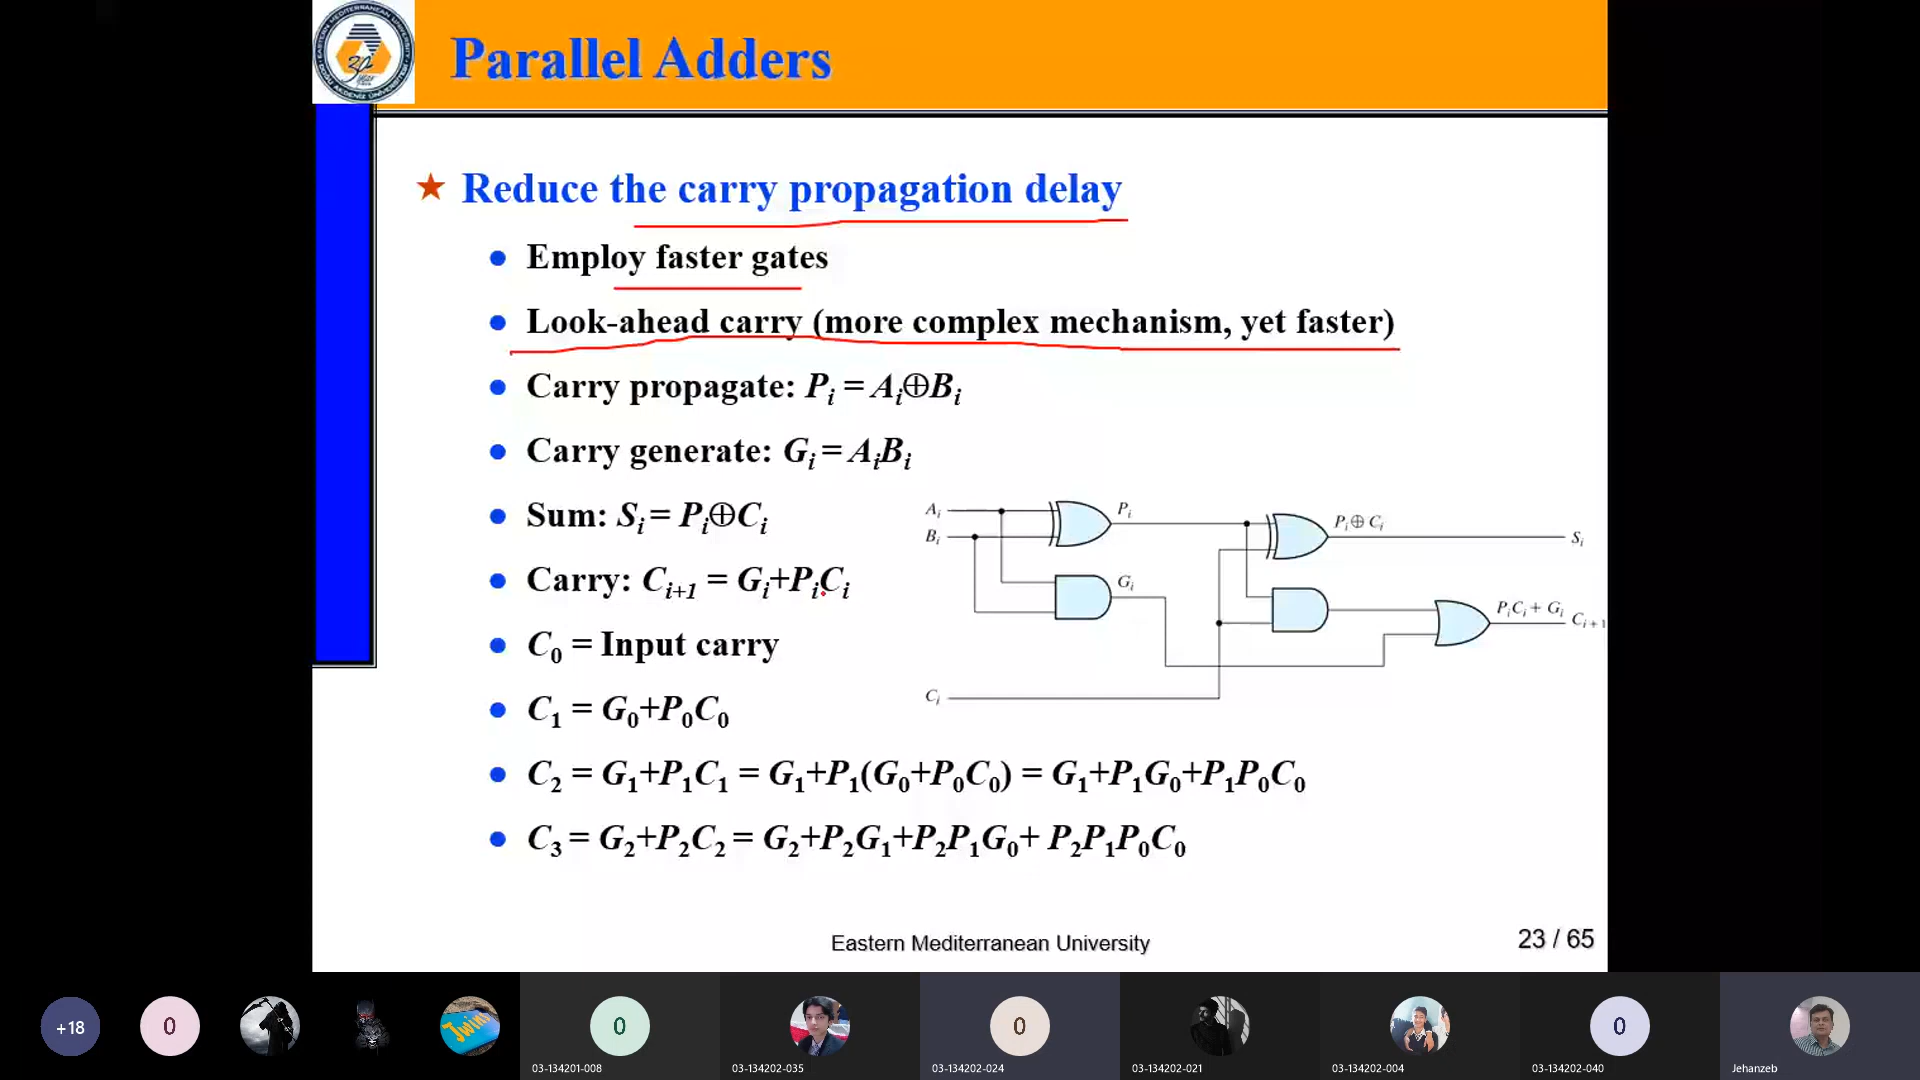 Parallel Adders
Reduce the carry propagation delay
Employ faster gates
Look-ahead carry (more complex mechanism, yet faster)
Carry propagate: Pᵢ = Aᵢ⊕Bᵢ
Carry generate: Gᵢ = AᵢBᵢ
Sum: Sᵢ = Pᵢ⊕Cᵢ
Carry: Cᵢ₊₁ = Gᵢ+PᵢCᵢ
C₀ = Input carry
C₁ = G₀+P₀C₀
C₂ = G₁+P₁C₁ = G₁+P₁(G₀+P₀C₀) = G₁+P₁G₀+P₁P₀C₀
C₃ = G₂+P₂C₂ = G₂+P₂G₁+P₂P₁G₀+ P₂P₁P₀C₀
Aᵢ
Bᵢ
Pᵢ
Gᵢ
Cᵢ
Pᵢ⊕ Cᵢ
Sᵢ
PᵢCᵢ + Gᵢ
Cᵢ₊₁
Eastern Mediterranean University
23 / 65
+18
0
Twins
0
03-134201-008
03-134202-035
0
03-134202-024
03-134202-021
03-134202-004
0
03-134202-040
Jehanzeb